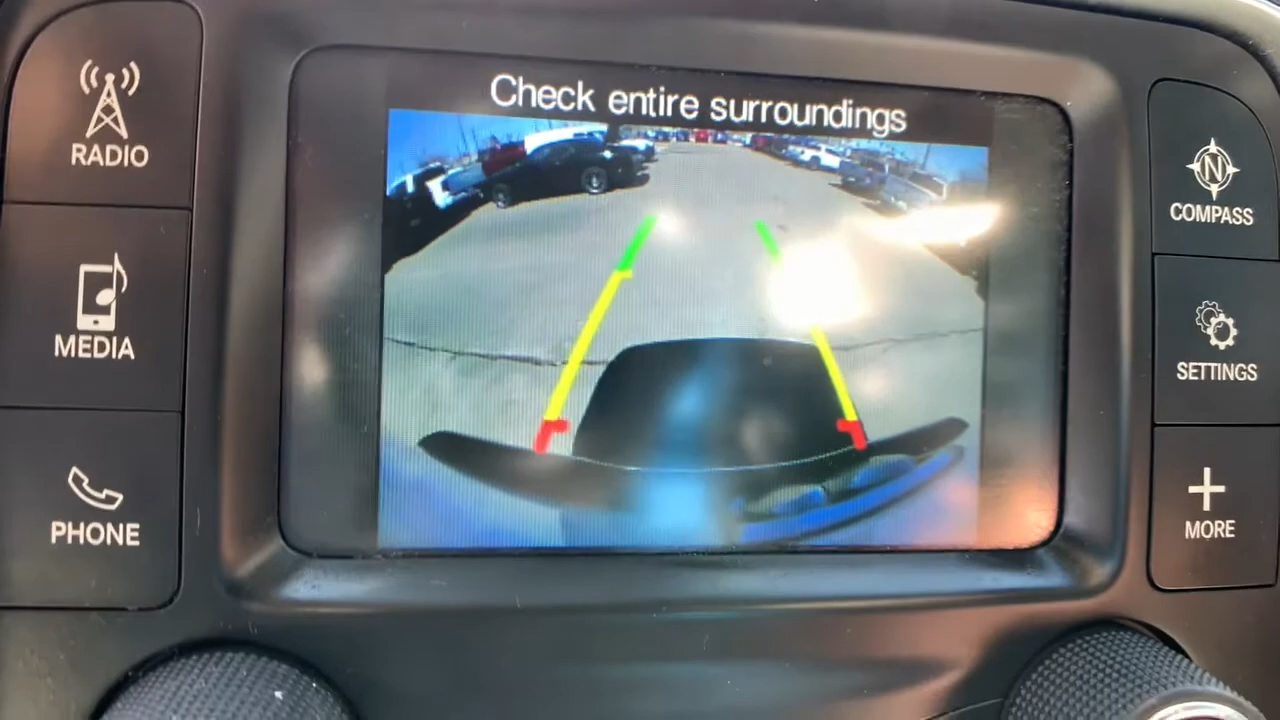 Check entire surroundings
RADIO
MEDIA
PHONE
N
COMPASS
SETTINGS
MORE